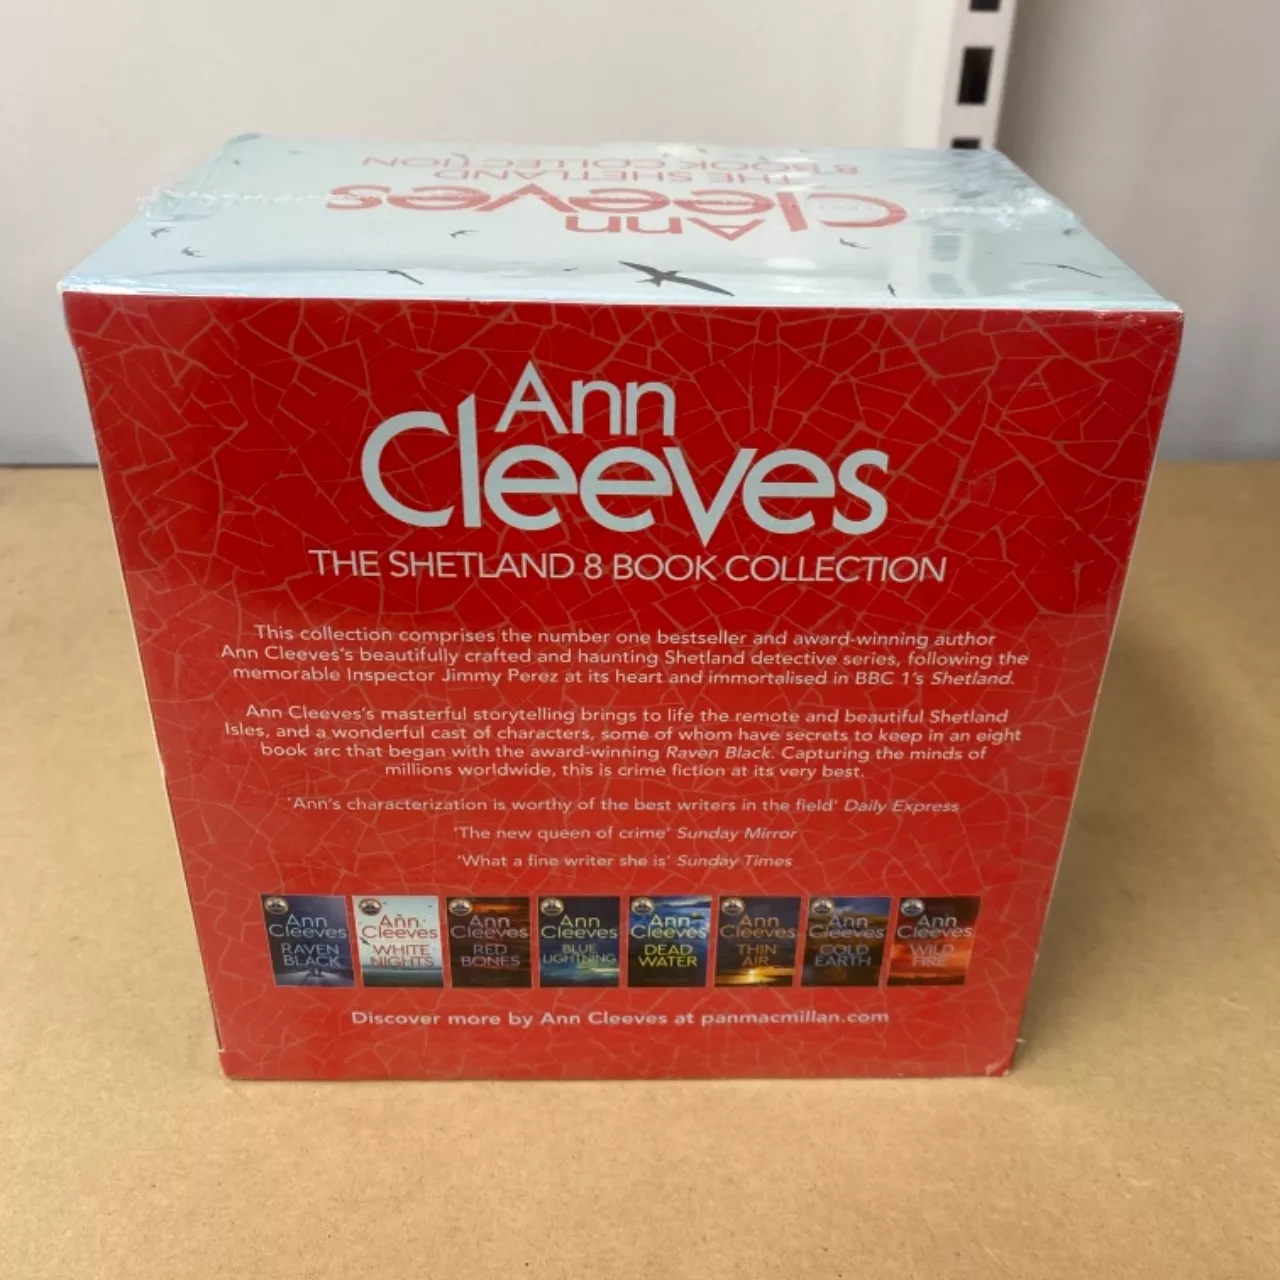 8 BOOK COLLECTION
THE SHETLAND
Cleeves
Ann
Ann
Cleeves
THE SHETLAND 8 BOOK COLLECTION
This collection comprises the number one bestseller and award-winning author
Ann Cleeves's beautifully crafted and haunting Shetland detective series, following the
memorable Inspector Jimmy Perez at its heart and immortalised in BBC 1's Shetland.
Ann Cleeves's masterful storytelling brings to life the remote and beautiful Shetland
Isles, and a wonderful cast of characters, some of whom have secrets to keep in an eight
book arc that began with the award-winning Raven Black. Capturing the minds of
millions worldwide, this is crime fiction at its very best.
'Ann's characterization is worthy of the best writers in the field' Daily Express
'The new queen of crime' Sunday Mirror
'What a fine writer she is' Sunday Times
Ann
Cleeves
RAVEN
BLACK
Ann
Cleeves
WHITE
NIGHTS
Ann
Cleeves
RED
BONES
Ann
Cleeves
BLUE
LIGHTNING
Ann
Cleeves
DEAD
WATER
Ann
Cleeves
THIN
AIR
Ann
Cleeves
COLD
EARTH
Ann
Cleeves
WILD
FIRE
Discover more by Ann Cleeves at panmacmillan.com